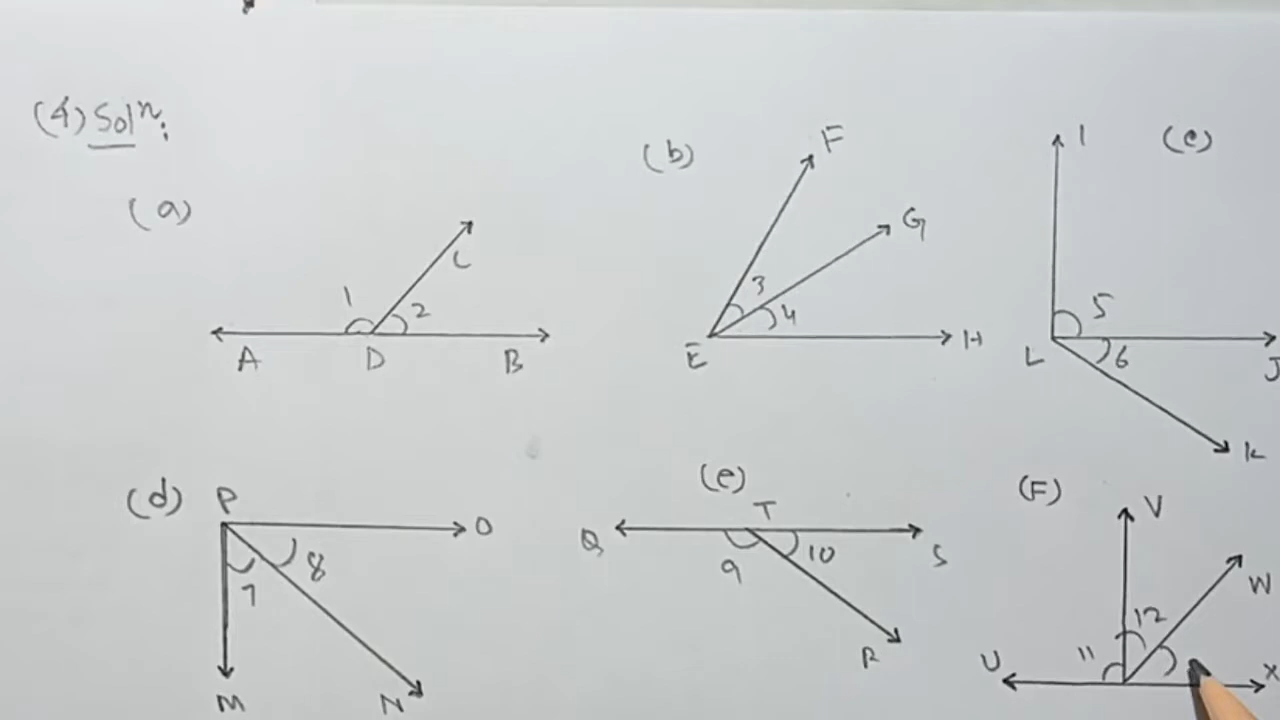 (4) Solⁿ:
(a)
1
2
C
A D B
(b)
F
G
3
4
E
H
(c)
I
5
6
L
J
K
(d)
P
O
8
7
M
N
(e)
T
Q
S
9
10
R
(F)
V
W
12
11
U
X